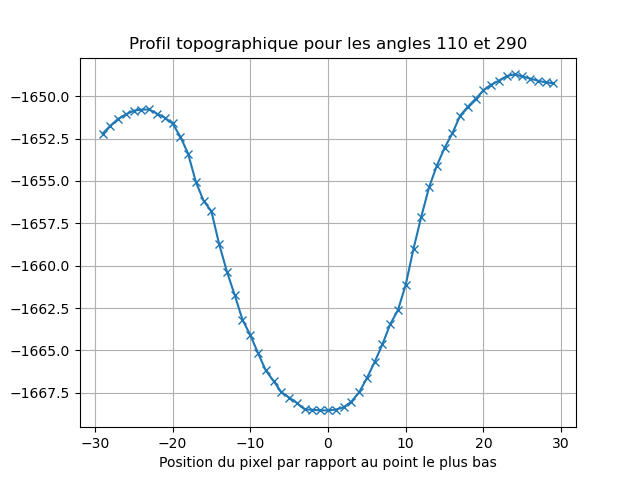 Profil topographique pour les angles 110 et 290
−1650.0
−1652.5
−1655.0
−1657.5
−1660.0
−1662.5
−1665.0
−1667.5
−30 −20 −10 0 10 20 30
Position du pixel par rapport au point le plus bas